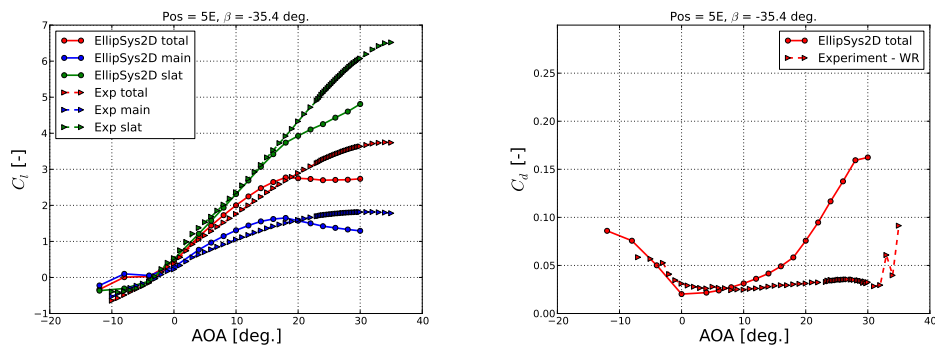 Pos = 5E, β = -35.4 deg.
7
6
5
4
3
2
1
0
−1
C_l [-]
EllipSys2D total
EllipSys2D main
EllipSys2D slat
Exp total
Exp main
Exp slat
−20 −10 0 10 20 30 40
AOA [deg.]
Pos = 5E, β = -35.4 deg.
0.25
0.20
0.15
0.10
0.05
0.00
C_d [-]
EllipSys2D total
Experiment - WR
−20 −10 0 10 20 30 40
AOA [deg.]